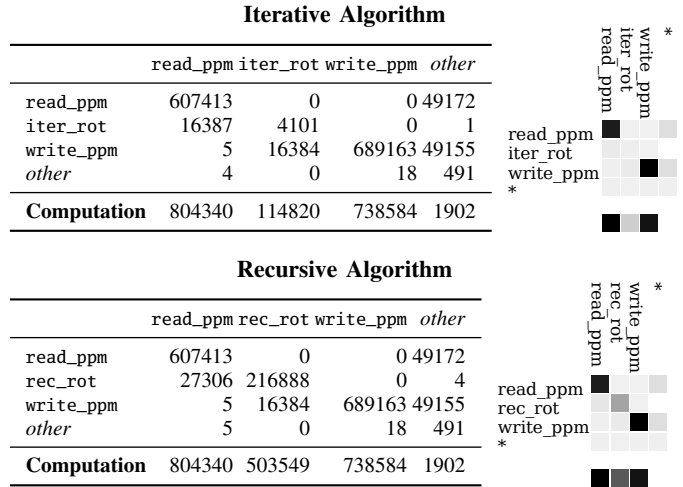 Iterative Algorithm
read_ppm iter_rot write_ppm other
read_ppm 607413 0 0 49172
iter_rot 16387 4101 0 1
write_ppm 5 16384 689163 49155
other 4 0 18 491
Computation 804340 114820 738584 1902
read_ppm
iter_rot
write_ppm
*
read_ppm
iter_rot
write_ppm
*
Recursive Algorithm
read_ppm rec_rot write_ppm other
read_ppm 607413 0 0 49172
rec_rot 27306 216888 0 4
write_ppm 5 16384 689163 49155
other 5 0 18 491
Computation 804340 503549 738584 1902
read_ppm
rec_rot
write_ppm
*
read_ppm
rec_rot
write_ppm
*